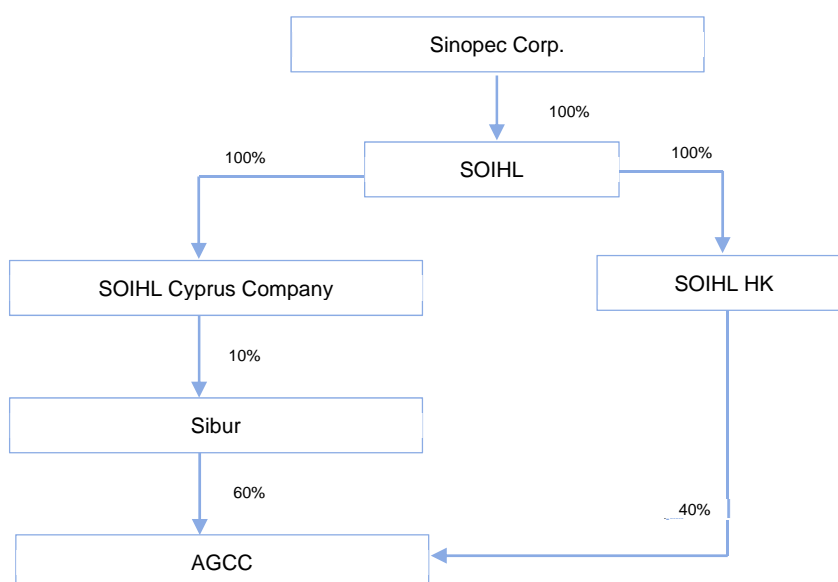 Sinopec Corp.
100%
100%
SOIHL
100%
SOIHL Cyprus Company
SOIHL HK
10%
Sibur
60%
40%
AGCC